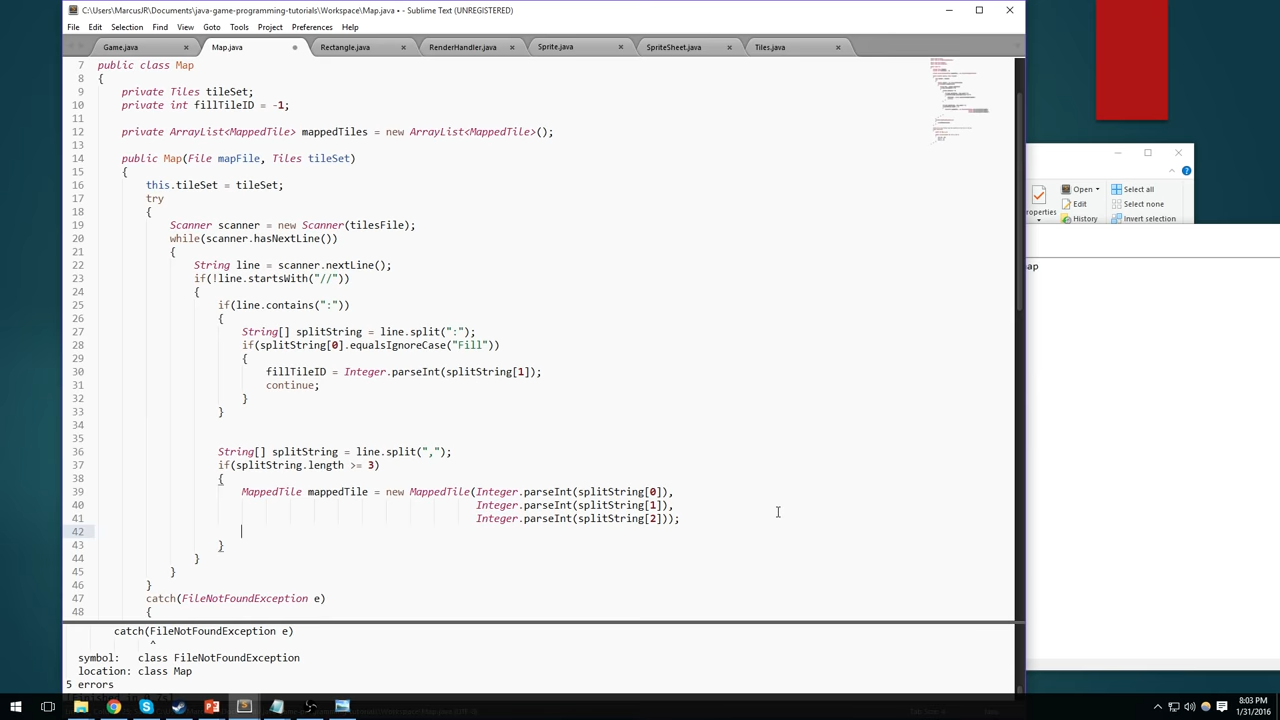 C:\Users\MarcusJR\Documents\java-game-programming-tutorials\Workspace\Map.java • - Sublime Text (UNREGISTERED)
File Edit Selection Find View Goto Tools Project Preferences Help
Game.java Map.java Rectangle.java RenderHandler.java Sprite.java SpriteSheet.java Tiles.java
7 public class Map
8 {
9 private Tiles tileSet;
10 private int fillTileID = -1;
11
12 private ArrayList<MappedTile> mappedTiles = new ArrayList<MappedTile>();
13
14 public Map(File mapFile, Tiles tileSet)
15 {
16 this.tileSet = tileSet;
17 try
18 {
19 Scanner scanner = new Scanner(tilesFile);
20 while(scanner.hasNextLine())
21 {
22 String line = scanner.nextLine();
23 if(!line.startsWith("//"))
24 {
25 if(line.contains(":"))
26 {
27 String[] splitString = line.split(":");
28 if(splitString[0].equalsIgnoreCase("Fill"))
29 {
30 fillTileID = Integer.parseInt(splitString[1]);
31 continue;
32 }
33 }
34
35
36 String[] splitString = line.split(",");
37 if(splitString.length >= 3)
38 {
39 MappedTile mappedTile = new MappedTile(Integer.parseInt(splitString[0]),
40 Integer.parseInt(splitString[1]),
41 Integer.parseInt(splitString[2]));
42
43 }
44 }
45 }
46 }
47 catch(FileNotFoundException e)
48 {
catch(FileNotFoundException e)
^
symbol: class FileNotFoundException
location: class Map
5 errors
Open
Select all
Edit
Select none
roperties
History
Invert selection
ap
8:03 PM
1/31/2016